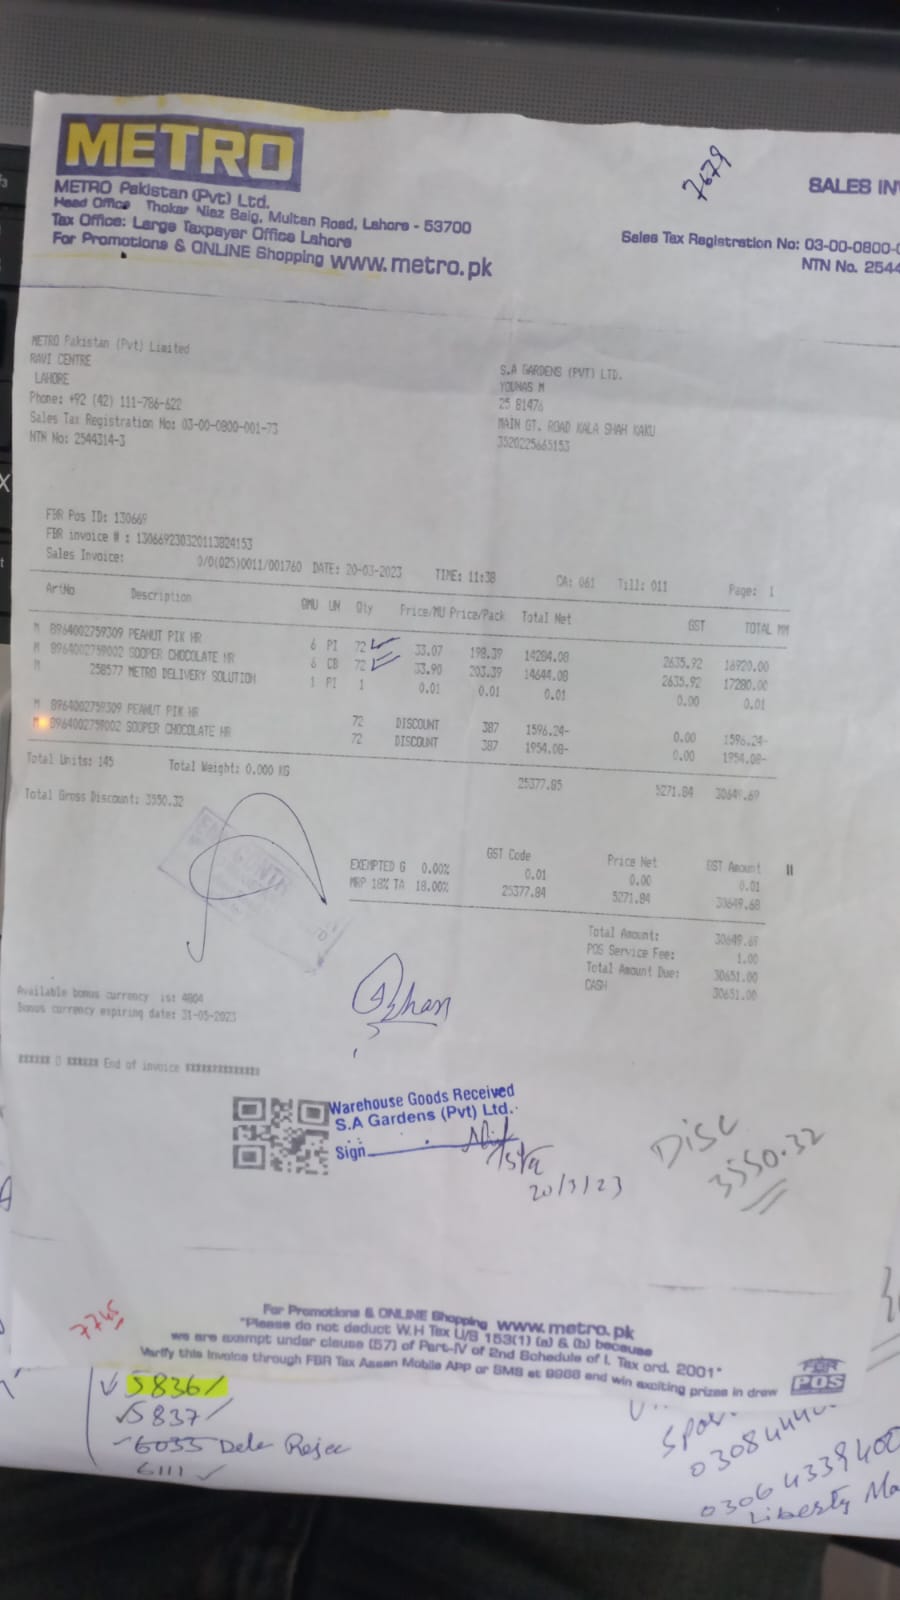 METRO
METRO Pakistan (Pvt) Ltd.
Head Office Thokar Niaz Baig, Multan Road, Lahore - 53700
Tax Office: Large Taxpayer Office Lahore
For Promotions & ONLINE Shopping www.metro.pk
7679
SALES IN
Sales Tax Registration No: 03-00-0800-
NTN No. 2544
METRO Pakistan (Pvt) Limited
RAVI CENTRE
LAHORE
Phone: +92 (42) 111-786-622
Sales Tax Registration No: 03-00-0800-001-73
NTN No: 2544314-3
S.A GARDENS (PVT) LTD.
YOUNAS M
25 81476
MAIN GT. ROAD KALA SHAH KAKU
3520225665153
FBR Pos ID: 130669
FBR invoice # : 130669230320113824153
Sales Invoice: 0/0(025)0011/001760 DATE: 20-03-2023 TIME: 11:38 CA: 061 Till: 011 Page: 1
ArtNo Description QMU UN Qty Price/MU Price/Pack Total Net GST TOTAL MM
M 8964002759309 PEANUT PIK HR 6 PI 72 33.07 198.39 14284.08 2635.92 16920.00
M 8964002759002 SOOPER CHOCOLATE HR 6 CB 72 33.90 203.39 14644.08 2635.92 17280.00
M 258577 METRO DELIVERY SOLUTION 1 PI 1 0.01 0.01 0.01 0.00 0.01
M 8964002759309 PEANUT PIK HR 72 DISCOUNT 387 1596.24- 0.00 1596.24-
M 8964002759002 SOOPER CHOCOLATE HR 72 DISCOUNT 387 1954.08- 0.00 1954.08-
Total Units: 145 Total Weight: 0.000 KG 25377.85 5271.84 30649.69
Total Gross Discount: 3550.32
GST Code Price Net GST Amount
EXEMPTED G 0.00% 0.01 0.00 0.01
MRP 18% TA 18.00% 25377.84 5271.84 30649.68
Total Amount: 30649.69
POS Service Fee: 1.00
Total Amount Due: 30651.00
CASH 30651.00
Available bonus currency is: 4804
Bonus currency expiring date: 31-05-2023
End of invoice
Warehouse Goods Received
S.A Gardens (Pvt) Ltd.
Sign
20/3/23
Disc
3550.32
7745
For Promotions & ONLINE Shopping www.metro.pk
"Please do not deduct W.H Tax U/S 153(1) (a) & (b) because
we are exempt under clause (57) of Part-IV of 2nd Schedule of I. Tax ord. 2001"
Verify this Invoice through FBR Tax Assan Mobile APP or SMS at 9966 and win exciting prizes in draw
FBR
POS
5836
5837
6035
6111
03064339400
Liberty Ma